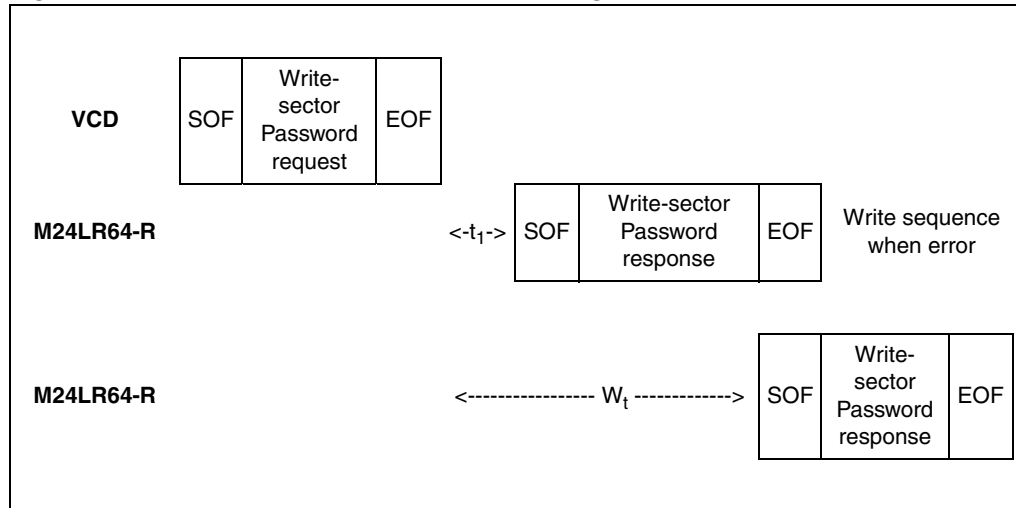 VCD
SOF
Write-
sector
Password
request
EOF
M24LR64-R
<-t₁->
SOF
Write-sector
Password
response
EOF
Write sequence
when error
M24LR64-R
<----------------- Wₜ ------------->
SOF
Write-
sector
Password
response
EOF